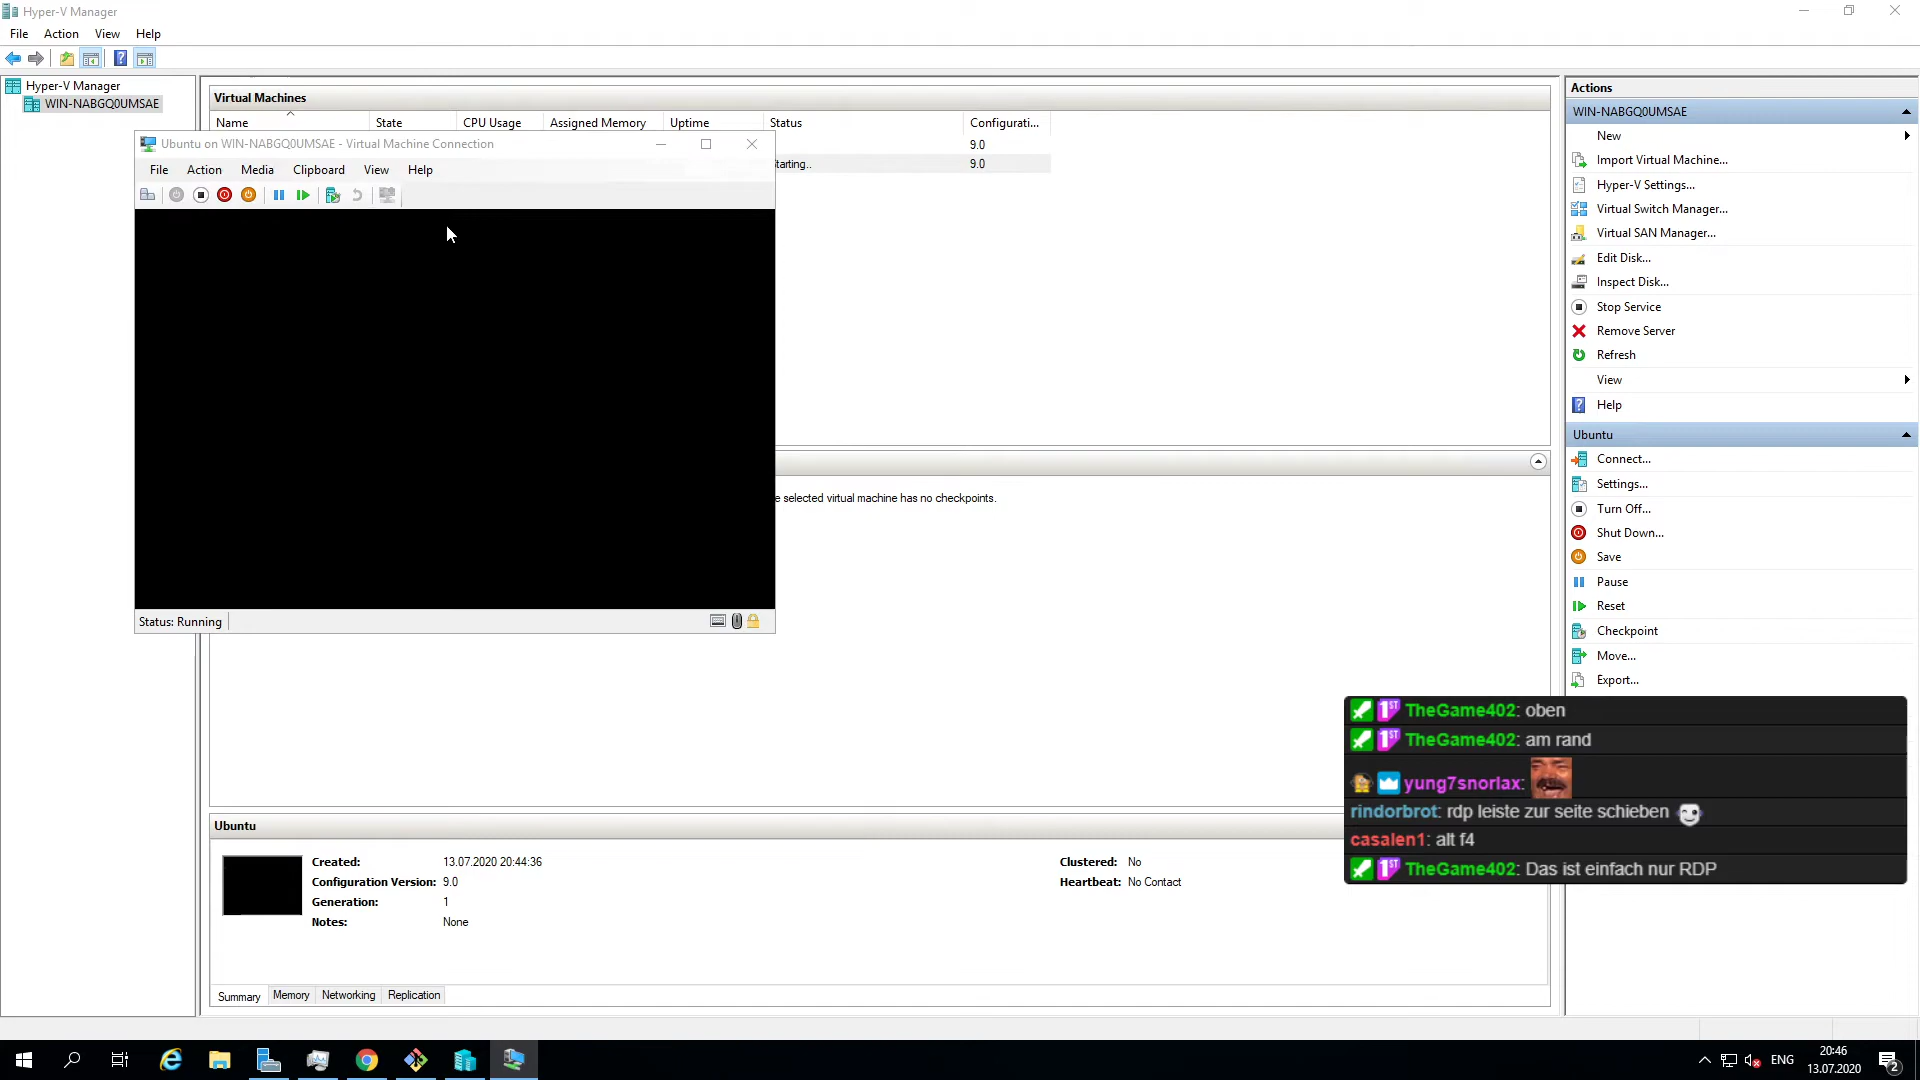 Hyper-V Manager
File Action View Help
Hyper-V Manager
WIN-NABGQ0UMSAE
Virtual Machines
Name State CPU Usage Assigned Memory Uptime Status Configurati...
9.0
Starting.. 9.0
Ubuntu on WIN-NABGQ0UMSAE - Virtual Machine Connection
File Action Media Clipboard View Help
Status: Running
selected virtual machine has no checkpoints.
Ubuntu
Created: 13.07.2020 20:44:36
Configuration Version: 9.0
Generation: 1
Notes: None
Clustered: No
Heartbeat: No Contact
Summary Memory Networking Replication
Actions
WIN-NABGQ0UMSAE
New
Import Virtual Machine...
Hyper-V Settings...
Virtual Switch Manager...
Virtual SAN Manager...
Edit Disk...
Inspect Disk...
Stop Service
Remove Server
Refresh
View
Help
Ubuntu
Connect...
Settings...
Turn Off...
Shut Down...
Save
Pause
Reset
Checkpoint
Move...
Export...
1ST TheGame402: oben
1ST TheGame402: am rand
yung7snorlax:
rindorbrot: rdp leiste zur seite schieben
casalen1: alt f4
1ST TheGame402: Das ist einfach nur RDP
ENG
20:46
13.07.2020
2